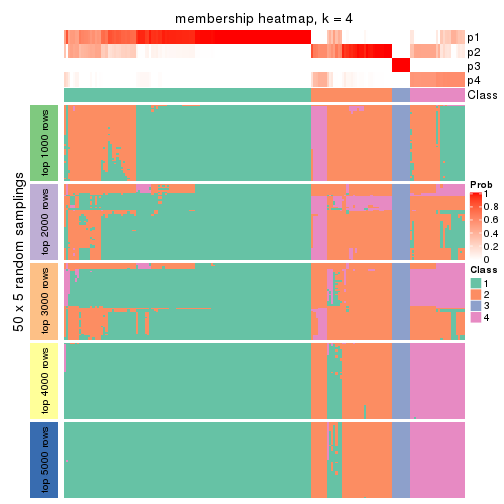 membership heatmap, k = 4
p1
p2
p3
p4
Class
50 x 5 random samplings
top 1000 rows
top 2000 rows
top 3000 rows
top 4000 rows
top 5000 rows
Prob
1
0.8
0.6
0.4
0.2
0
Class
1
2
3
4